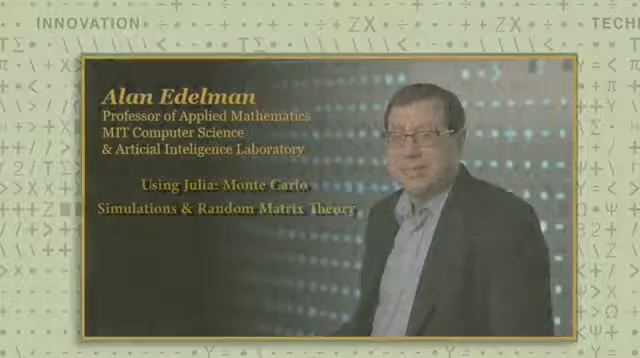 INNOVATION
TECH
Alan Edelman
Professor of Applied Mathematics
MIT Computer Science
& Articial Inteligence Laboratory
Using Julia: Monte Carlo
Simulations & Random Matrix Theory